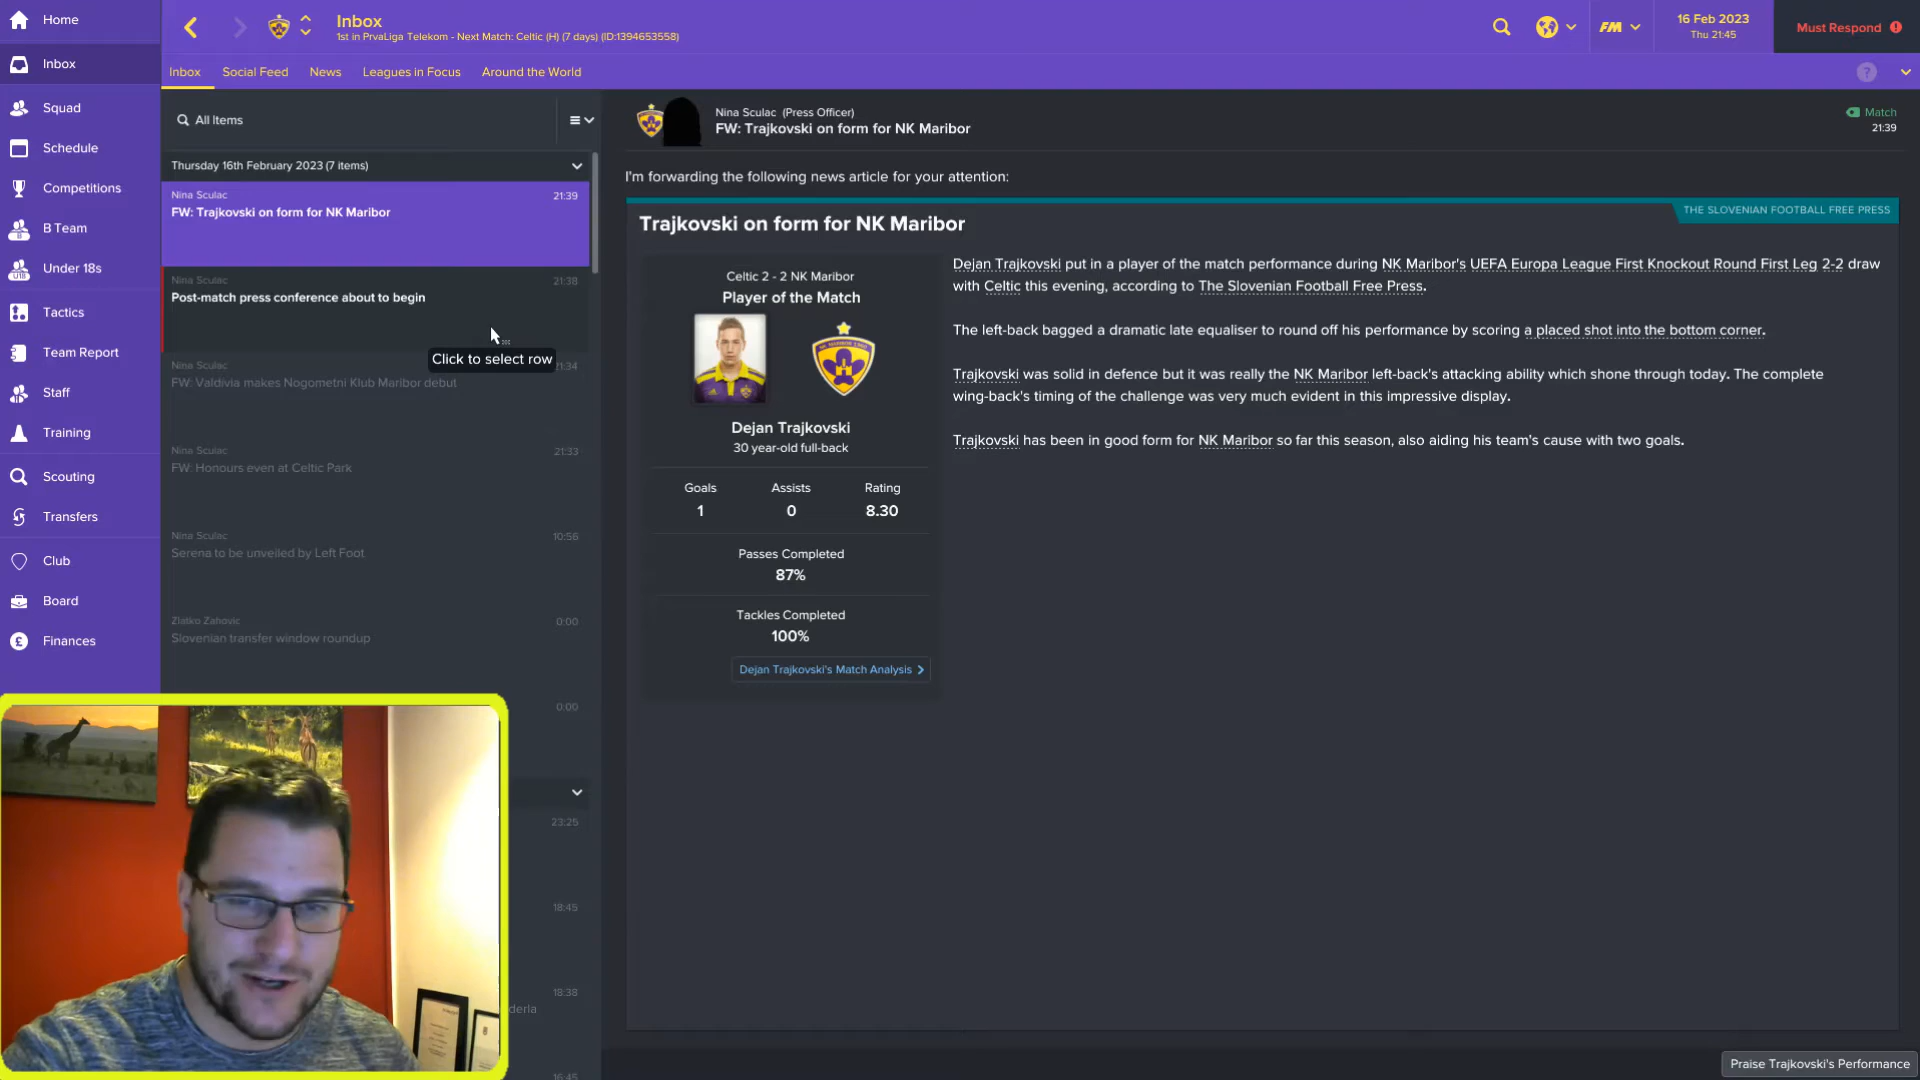 Home
Inbox
Squad
Schedule
Competitions
B Team
Under 18s
Tactics
Team Report
Staff
Training
Scouting
Transfers
Club
Board
Finances
Inbox
1st in PrvaLiga Telekom - Next Match: Celtic (H) (7 days) (ID:1394653558)
FM
16 Feb 2023
Thu 21:45
Must Respond
Inbox Social Feed News Leagues in Focus Around the World
All Items
Thursday 16th February 2023 (7 items)
Nina Sculac 21:39
FW: Trajkovski on form for NK Maribor
Nina Sculac 21:38
Post-match press conference about to begin
Click to select row
Nina Sculac 21:34
FW: Valdivia makes Nogometni Klub Maribor debut
Nina Sculac 21:33
FW: Honours even at Celtic Park
Nina Sculac 10:56
Serena to be unveiled by Left Foot
Zlatko Zahovic 0:00
Slovenian transfer window roundup
0:00
23:25
18:45
18:38
derla
16:45
Nina Sculac (Press Officer)
FW: Trajkovski on form for NK Maribor
Match
21:39
I'm forwarding the following news article for your attention:
THE SLOVENIAN FOOTBALL FREE PRESS
Trajkovski on form for NK Maribor
Celtic 2 - 2 NK Maribor
Player of the Match
Dejan Trajkovski
30 year-old full-back
Goals Assists Rating
1 0 8.30
Passes Completed
87%
Tackles Completed
100%
Dejan Trajkovski's Match Analysis
Dejan Trajkovski put in a player of the match performance during NK Maribor's UEFA Europa League First Knockout Round First Leg 2-2 draw
with Celtic this evening, according to The Slovenian Football Free Press.
The left-back bagged a dramatic late equaliser to round off his performance by scoring a placed shot into the bottom corner.
Trajkovski was solid in defence but it was really the NK Maribor left-back's attacking ability which shone through today. The complete
wing-back's timing of the challenge was very much evident in this impressive display.
Trajkovski has been in good form for NK Maribor so far this season, also aiding his team's cause with two goals.
Praise Trajkovski's Performance